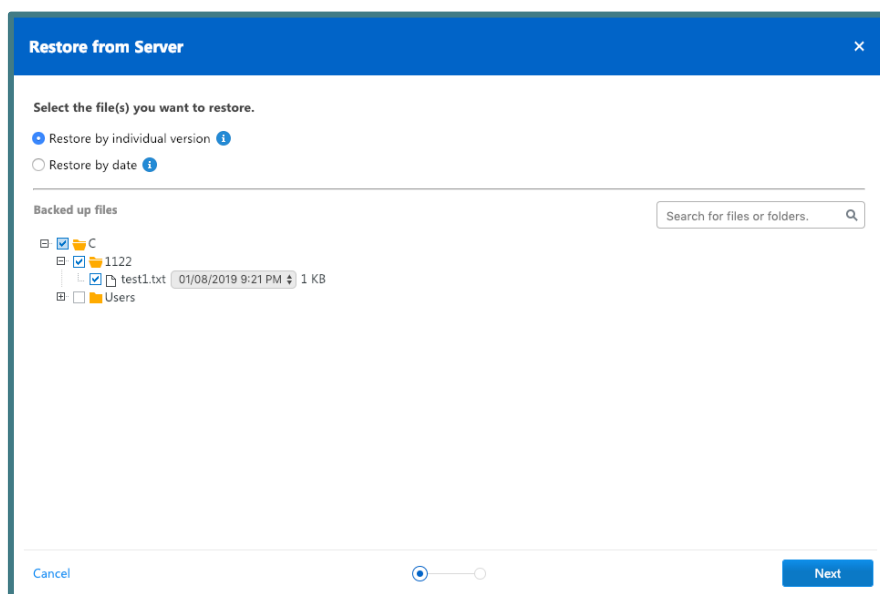 Restore from Server
Select the file(s) you want to restore.
Restore by individual version
Restore by date
Backed up files
Search for files or folders.
C
1122
test1.txt 01/08/2019 9:21 PM 1 KB
Users
Cancel
Next